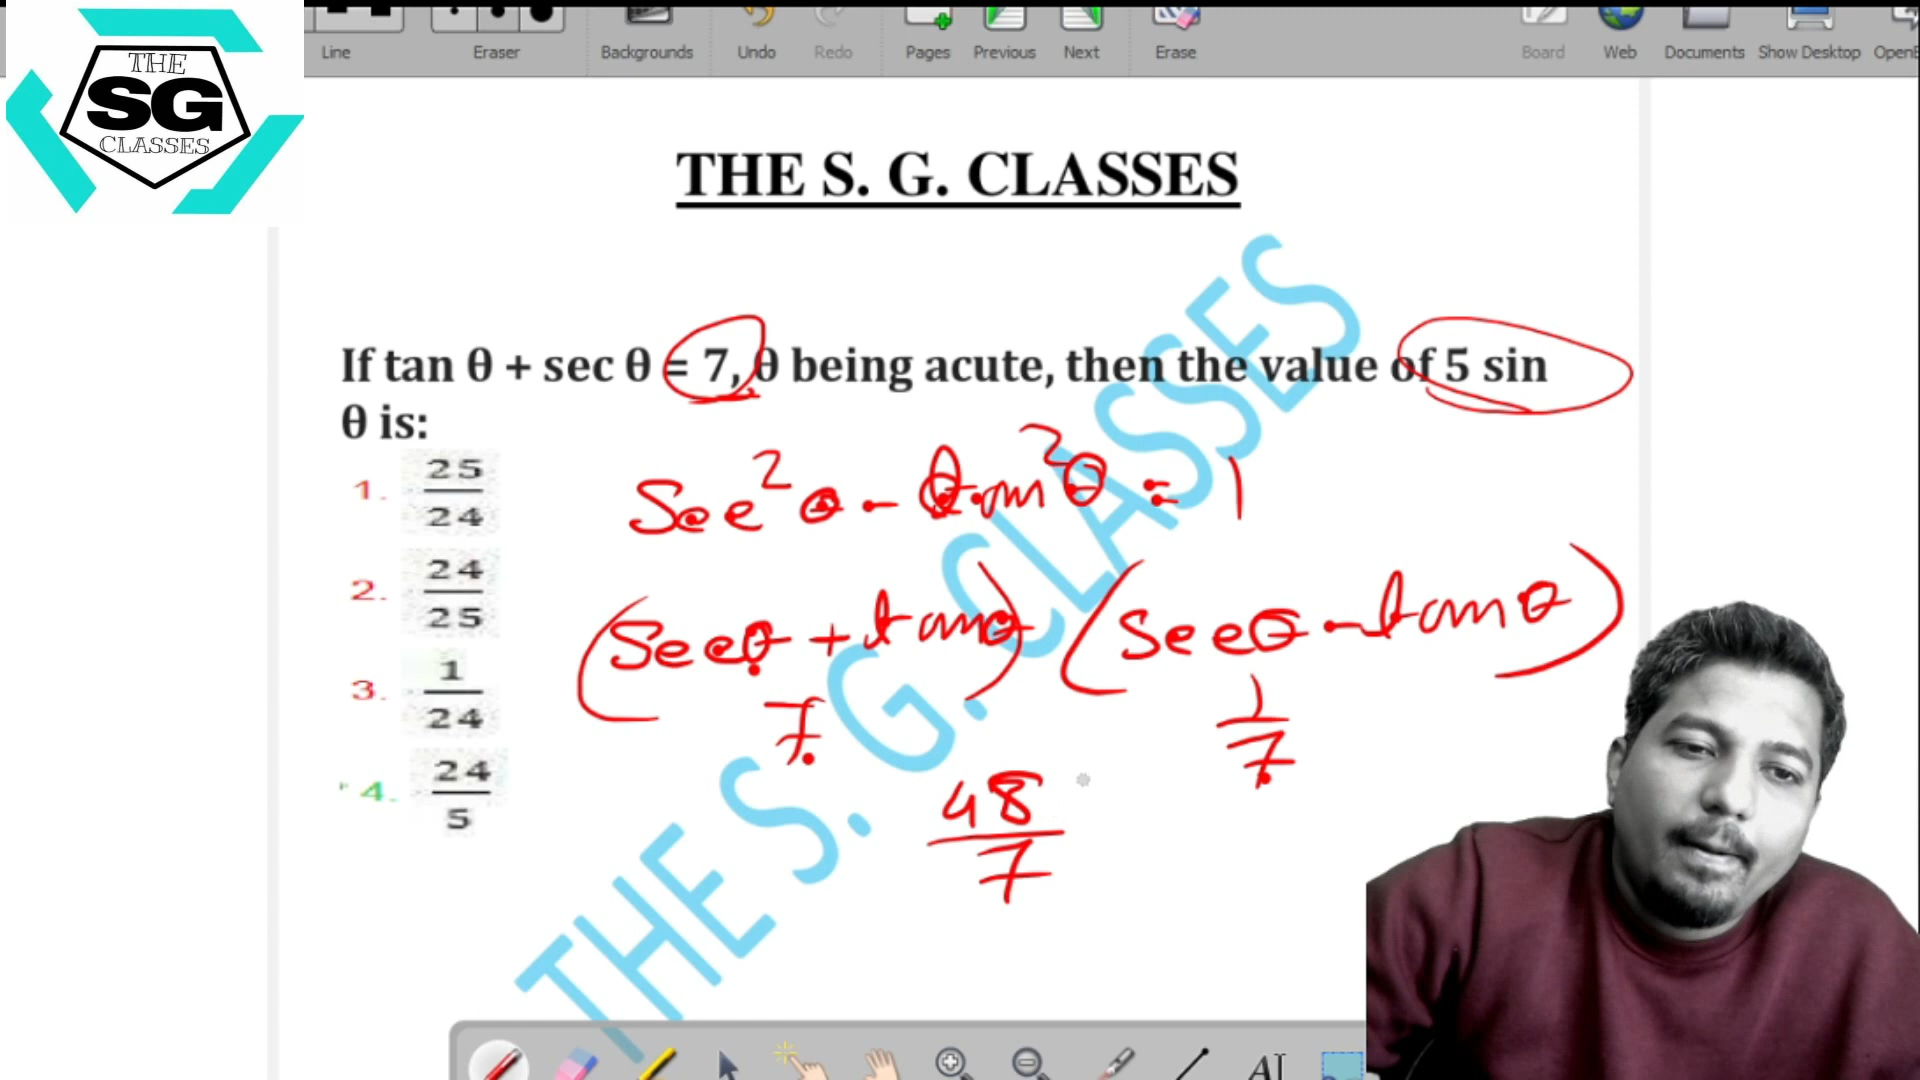 Line Eraser Backgrounds Undo Redo Pages Previous Next Erase Board Web Documents Show Desktop
THE
SG
CLASSES
THE S. G. CLASSES
If tan θ + sec θ = 7, θ being acute, then the value of 5 sin
θ is:
1. 25/24
2. 24/25
3. 1/24
4. 24/5
Sec²θ - tan²θ = 1
(Secθ + tanθ) (Secθ - tanθ)
7 1/7
48/7
THE S. G. CLASSES